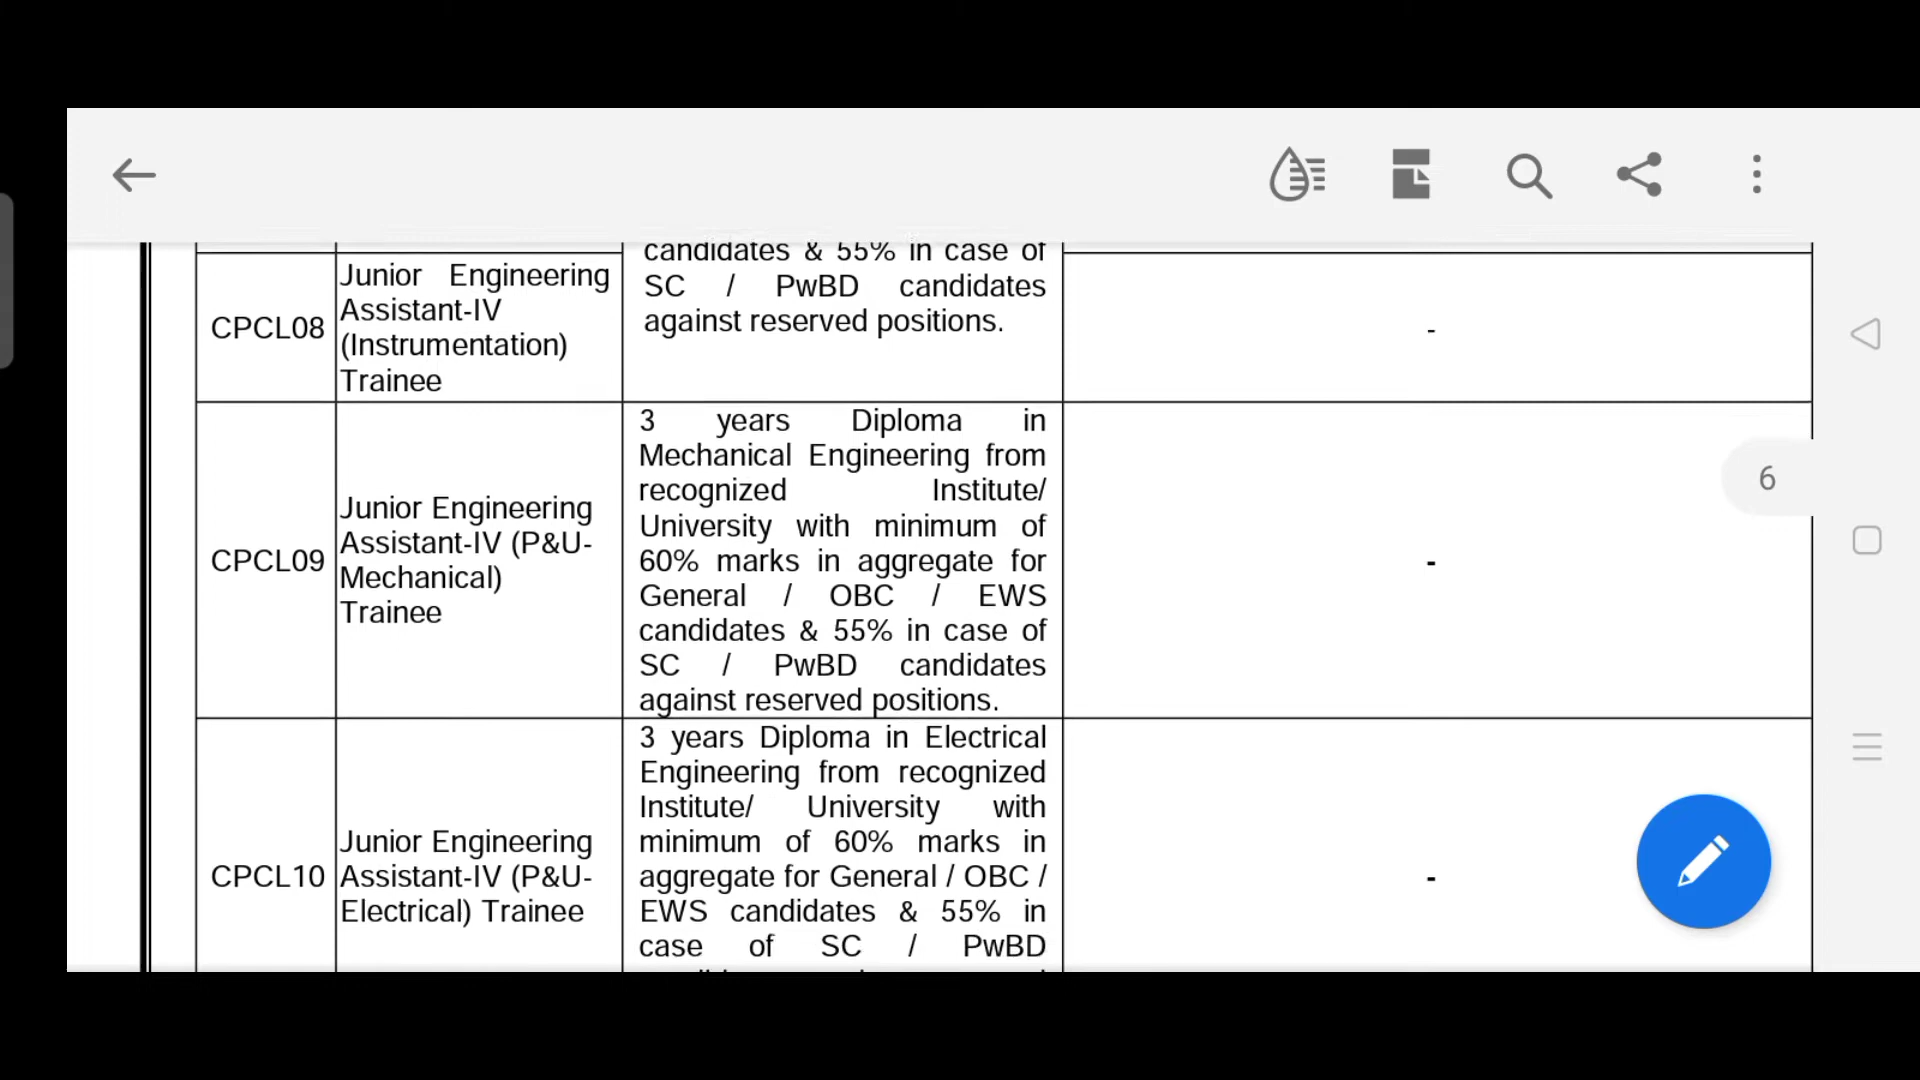 candidates & 55% in case of
SC / PwBD candidates
against reserved positions.
CPCL08
Junior Engineering
Assistant-IV
(Instrumentation)
Trainee
-
CPCL09
Junior Engineering
Assistant-IV (P&U-
Mechanical)
Trainee
3 years Diploma in
Mechanical Engineering from
recognized Institute/
University with minimum of
60% marks in aggregate for
General / OBC / EWS
candidates & 55% in case of
SC / PwBD candidates
against reserved positions.
-
6
CPCL10
Junior Engineering
Assistant-IV (P&U-
Electrical) Trainee
3 years Diploma in Electrical
Engineering from recognized
Institute/ University with
minimum of 60% marks in
aggregate for General / OBC /
EWS candidates & 55% in
case of SC / PwBD
-